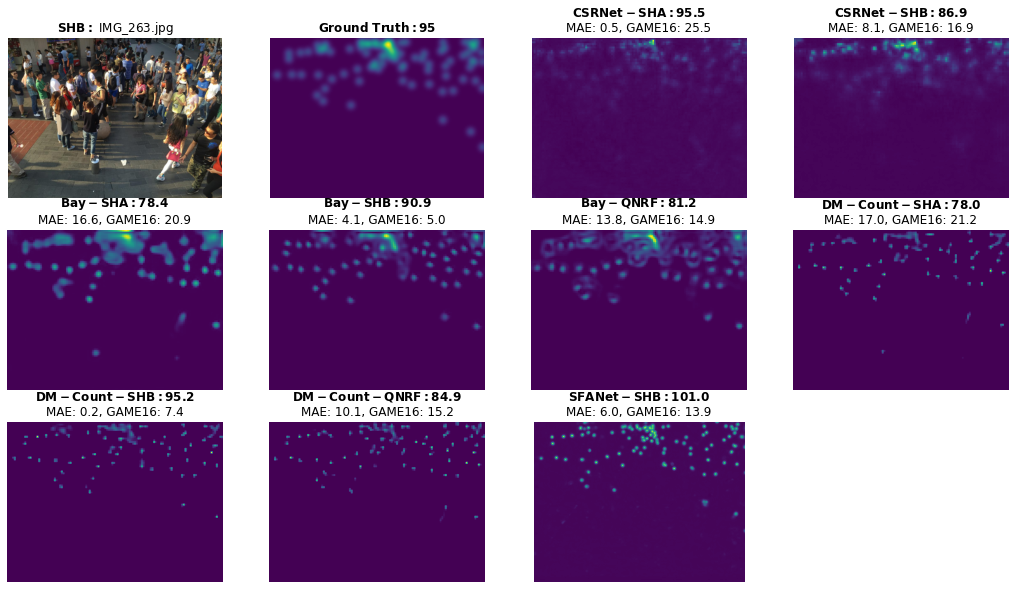 SHB: IMG_263.jpg
Ground Truth: 95
CSRNet-SHA: 95.5
MAE: 0.5, GAME16: 25.5
CSRNet-SHB: 86.9
MAE: 8.1, GAME16: 16.9
Bay-SHA: 78.4
MAE: 16.6, GAME16: 20.9
Bay-SHB: 90.9
MAE: 4.1, GAME16: 5.0
Bay-QNRF: 81.2
MAE: 13.8, GAME16: 14.9
DM-Count-SHA: 78.0
MAE: 17.0, GAME16: 21.2
DM-Count-SHB: 95.2
MAE: 0.2, GAME16: 7.4
DM-Count-QNRF: 84.9
MAE: 10.1, GAME16: 15.2
SFANet-SHB: 101.0
MAE: 6.0, GAME16: 13.9